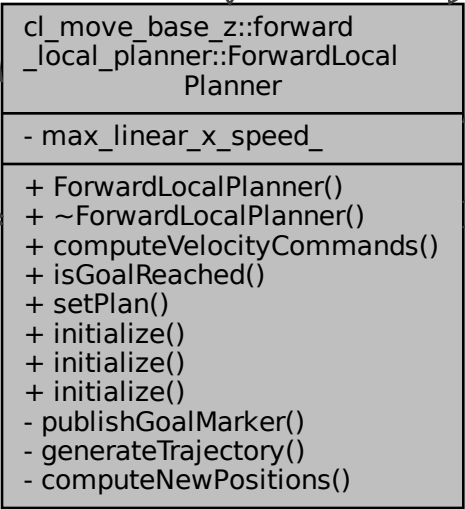 cl_move_base_z::forward
_local_planner::ForwardLocal
Planner
- max_linear_x_speed_
+ ForwardLocalPlanner()
+ ~ForwardLocalPlanner()
+ computeVelocityCommands()
+ isGoalReached()
+ setPlan()
+ initialize()
+ initialize()
+ initialize()
- publishGoalMarker()
- generateTrajectory()
- computeNewPositions()